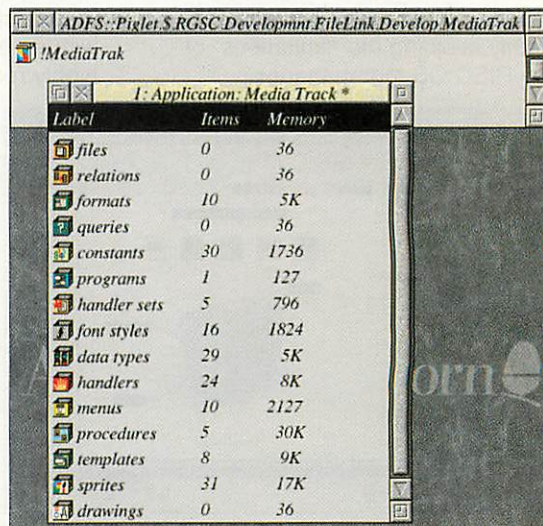 ADFS::Piglet.$.RGSC.Developmnt.FileLink.Develop.MediaTrak
!MediaTrak
1: Application: Media Track *
Label Items Memory
files 0 36
relations 0 36
formats 10 5K
queries 0 36
constants 30 1736
programs 1 127
handler sets 5 796
font styles 16 1824
data types 29 5K
handlers 24 8K
menus 10 2127
procedures 5 30K
templates 8 9K
sprites 31 17K
drawings 0 36
A orn